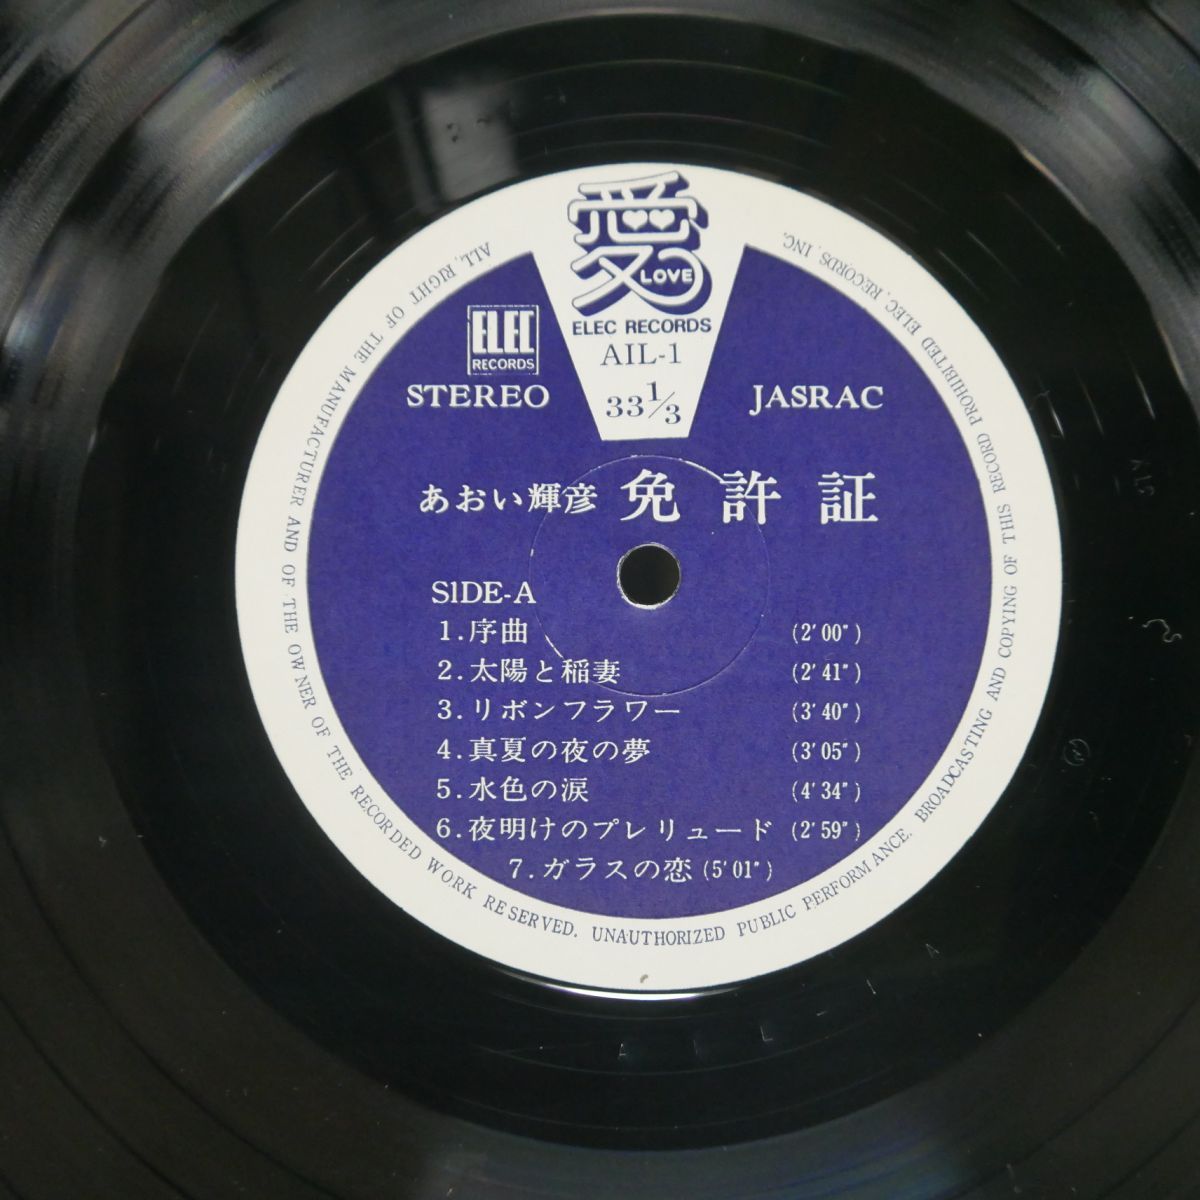 愛
LOVE
ELEC RECORDS
AIL-1
33 1/3
ELEC
RECORDS
STEREO
JASRAC
あおい輝彦 免許証
SIDE-A
1.序曲 (2'00")
2.太陽と稲妻 (2'41")
3.リボンフラワー (3'40")
4.真夏の夜の夢 (3'05")
5.水色の涙 (4'34")
6.夜明けのプレリュード (2'59")
7.ガラスの恋 (5'01")
ALL, RIGHT OF THE MANUFACTURER AND OF THE OWNER OF THE RECORDED WORK RESERVED. UNAUTHORIZED PUBLIC PERFORMANCE. BROADCASTING AND COPYING OF THIS RECORD PROHIBITED ELEC, RECORDS, INC.